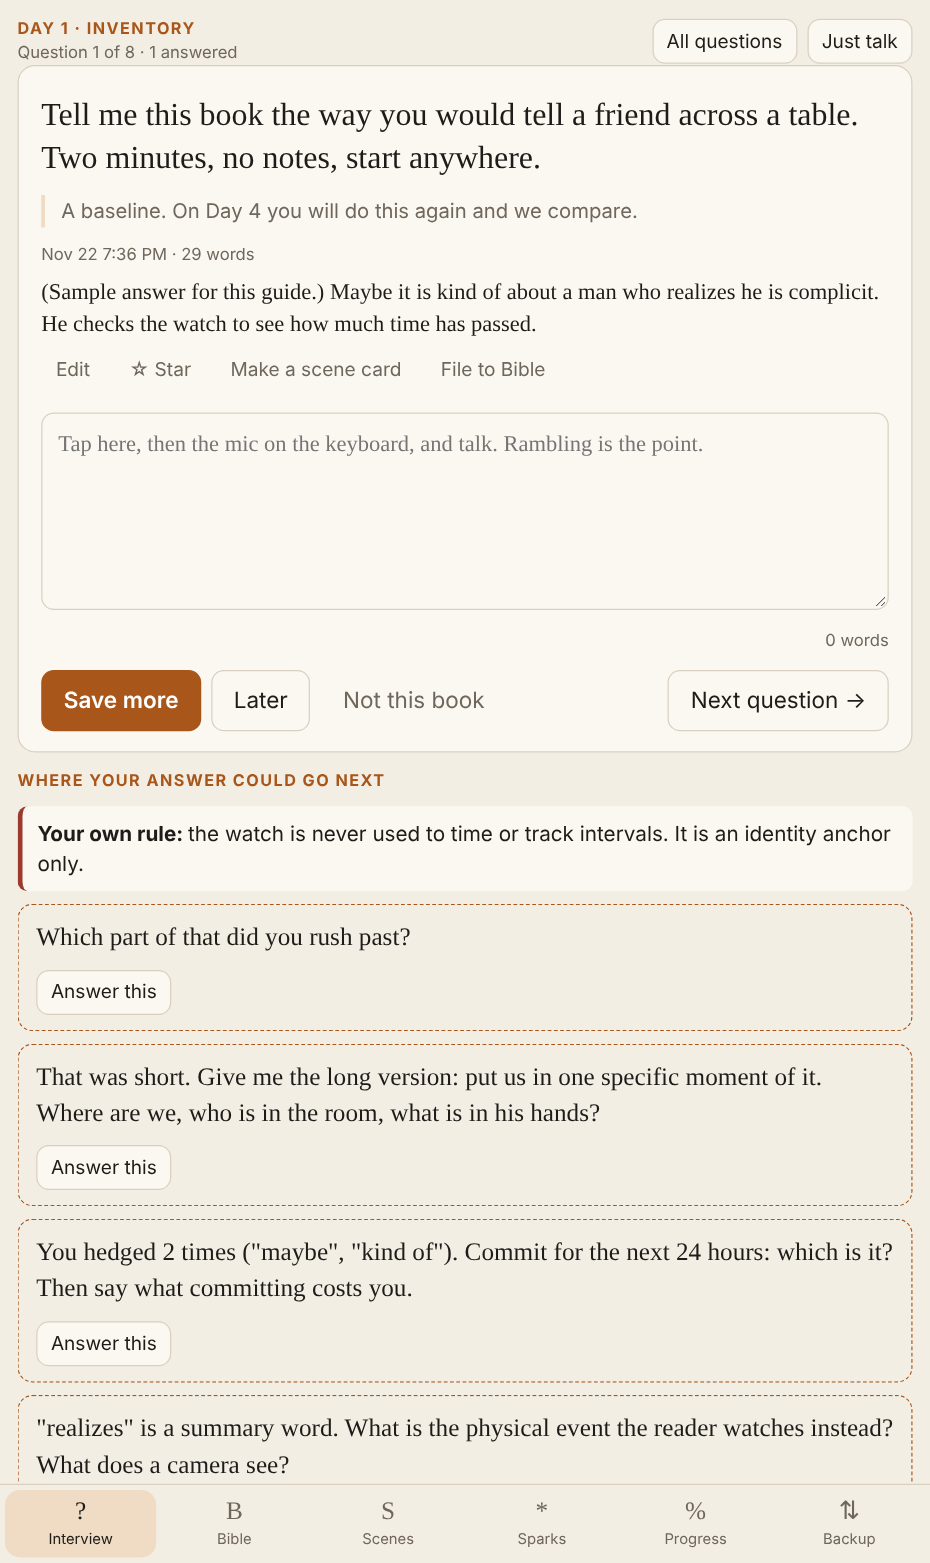 DAY 1 · INVENTORY
Question 1 of 8 · 1 answered
All questions
Just talk
Tell me this book the way you would tell a friend across a table.
Two minutes, no notes, start anywhere.
A baseline. On Day 4 you will do this again and we compare.
Nov 22 7:36 PM · 29 words
(Sample answer for this guide.) Maybe it is kind of about a man who realizes he is complicit.
He checks the watch to see how much time has passed.
Edit
☆ Star
Make a scene card
File to Bible
Tap here, then the mic on the keyboard, and talk. Rambling is the point.
0 words
Save more
Later
Not this book
Next question →
WHERE YOUR ANSWER COULD GO NEXT
Your own rule: the watch is never used to time or track intervals. It is an identity anchor
only.
Which part of that did you rush past?
Answer this
That was short. Give me the long version: put us in one specific moment of it.
Where are we, who is in the room, what is in his hands?
Answer this
You hedged 2 times ("maybe", "kind of"). Commit for the next 24 hours: which is it?
Then say what committing costs you.
Answer this
"realizes" is a summary word. What is the physical event the reader watches instead?
What does a camera see?
?
Interview
B
Bible
S
Scenes
*
Sparks
%
Progress
⇅
Backup